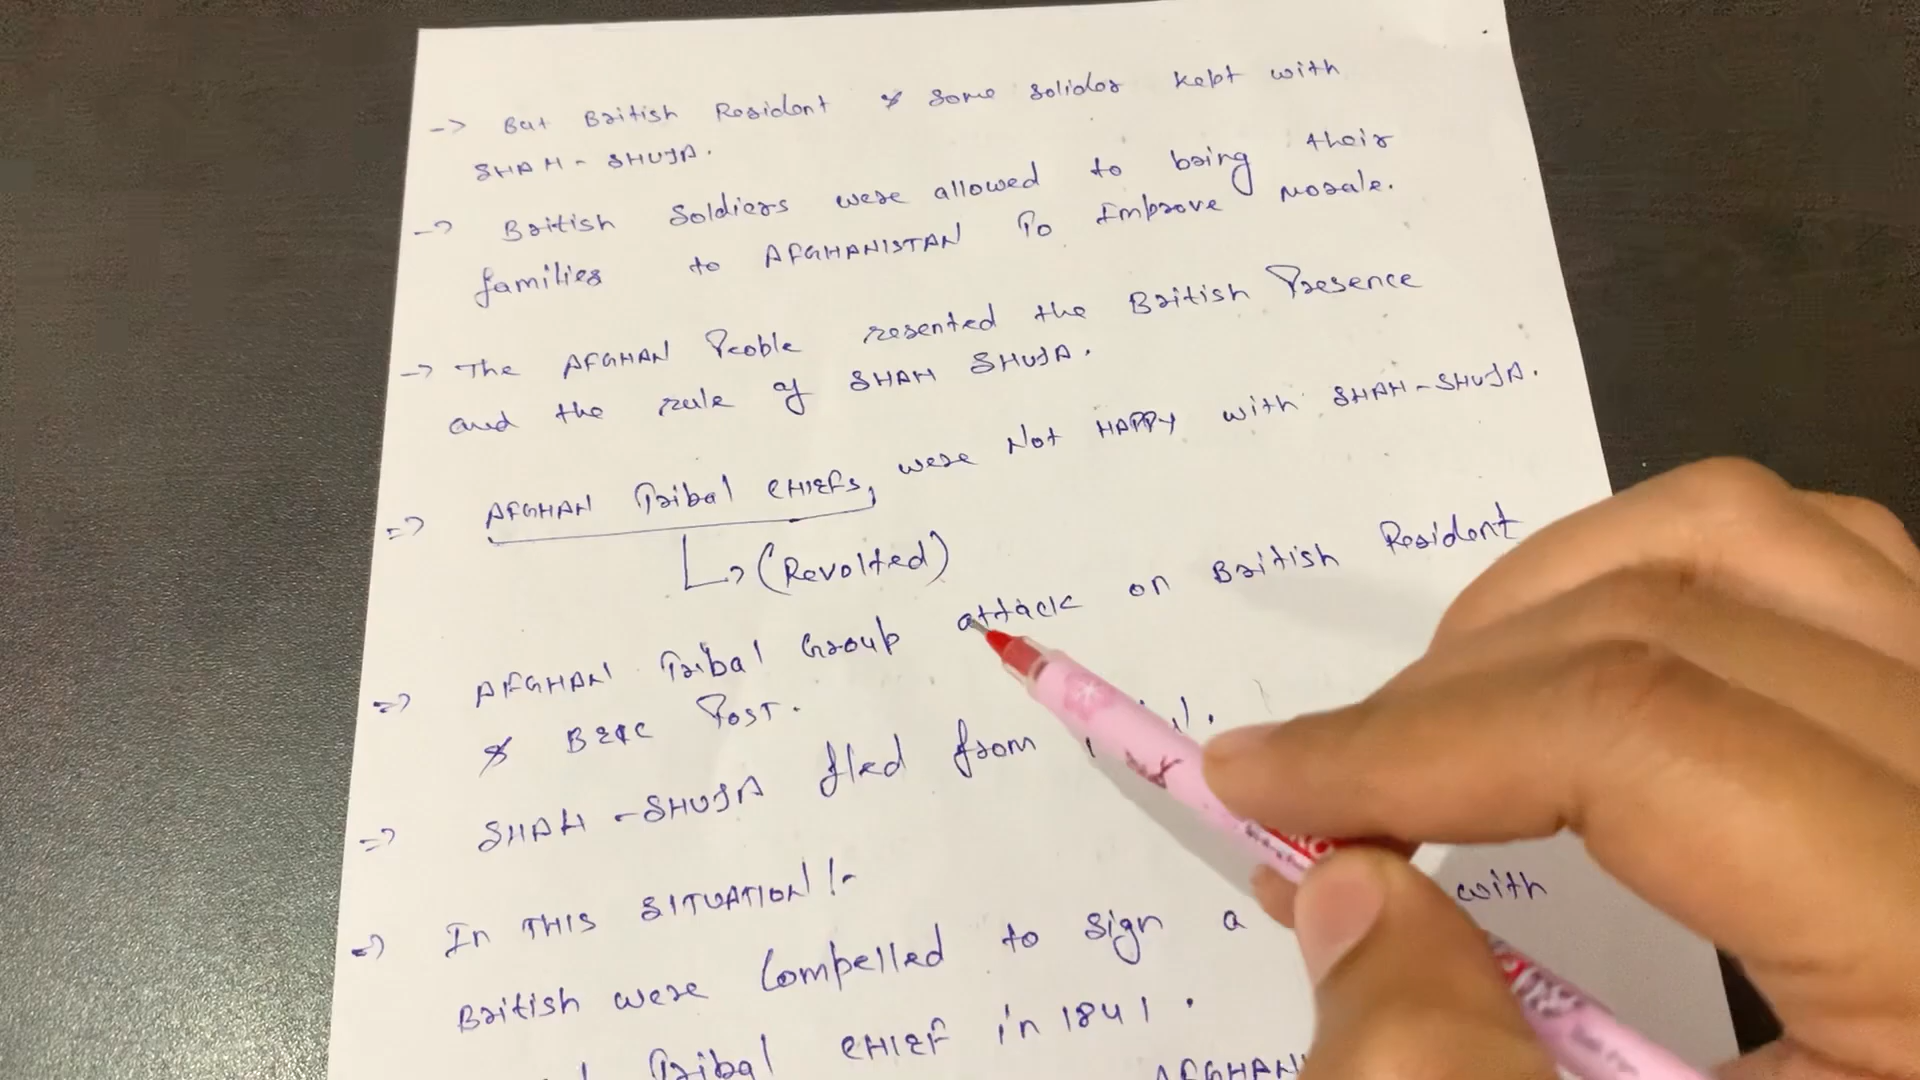 -> But British Resident & some solidor kept with
SHAH - SHUJA.
-> British Soldiers were allowed to bring their
families to AFGHANISTAN To Improve morale.
-> The AFGHAN People resented the British Presence
and the rule of SHAH SHUJA.
=> AFGHAN Tribal CHIEFs, were Not HAPPY with SHAH-SHUJA.
↳ (Revolted)
=> AFGHAN Tribal Group attack on British Resident
& POST.
=> SHAH-SHUJA fled from
=> In THIS SITUATION :-
British were Compelled to sign a with
Tribal CHIEF in 1841.